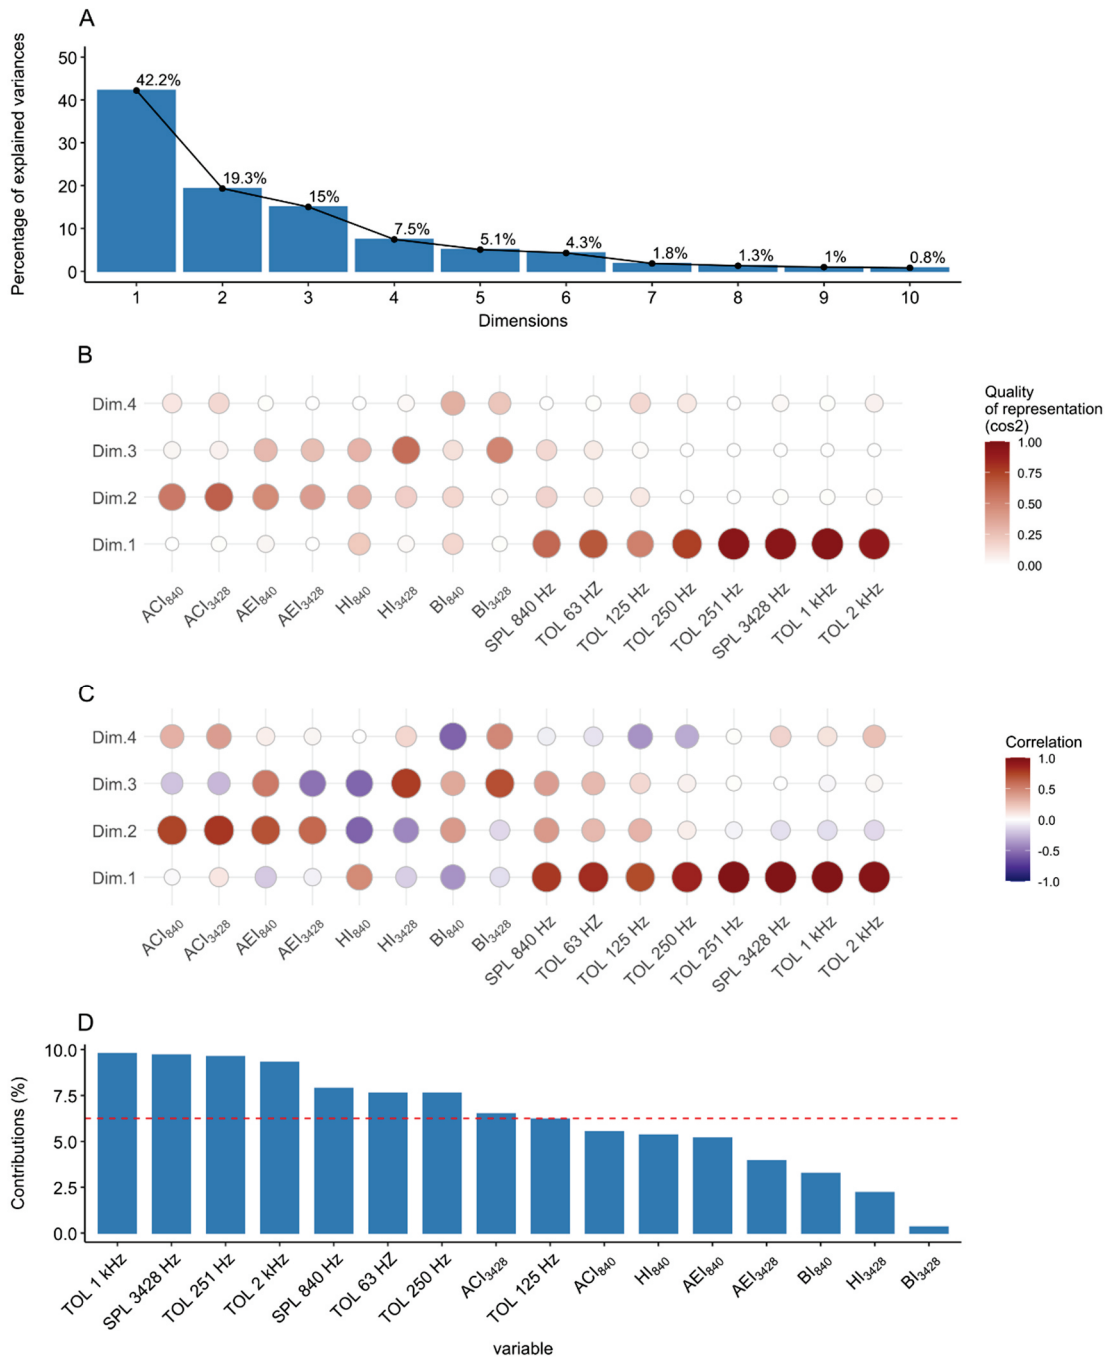 A
Percentage of explained variances
50
40
30
20
10
0
42.2%
19.3%
15%
7.5%
5.1%
4.3%
1.8%
1.3%
1%
0.8%
1 2 3 4 5 6 7 8 9 10
Dimensions
B
Dim.4
Dim.3
Dim.2
Dim.1
ACI840
ACI3428
AEI840
AEI3428
HI840
HI3428
BI840
BI3428
SPL 840 Hz
TOL 63 HZ
TOL 125 Hz
TOL 250 Hz
TOL 251 Hz
SPL 3428 Hz
TOL 1 kHz
TOL 2 kHz
Quality
of representation
(cos2)
1.00
0.75
0.50
0.25
0.00
C
Dim.4
Dim.3
Dim.2
Dim.1
ACI840
ACI3428
AEI840
AEI3428
HI840
HI3428
BI840
BI3428
SPL 840 Hz
TOL 63 HZ
TOL 125 Hz
TOL 250 Hz
TOL 251 Hz
SPL 3428 Hz
TOL 1 kHz
TOL 2 kHz
Correlation
1.0
0.5
0.0
-0.5
-1.0
D
Contributions (%)
10.0
7.5
5.0
2.5
0.0
TOL 1 kHz
SPL 3428 Hz
TOL 251 Hz
TOL 2 kHz
SPL 840 Hz
TOL 63 HZ
TOL 250 Hz
ACI3428
TOL 125 Hz
ACI840
HI840
AEI840
AEI3428
BI840
HI3428
BI3428
variable